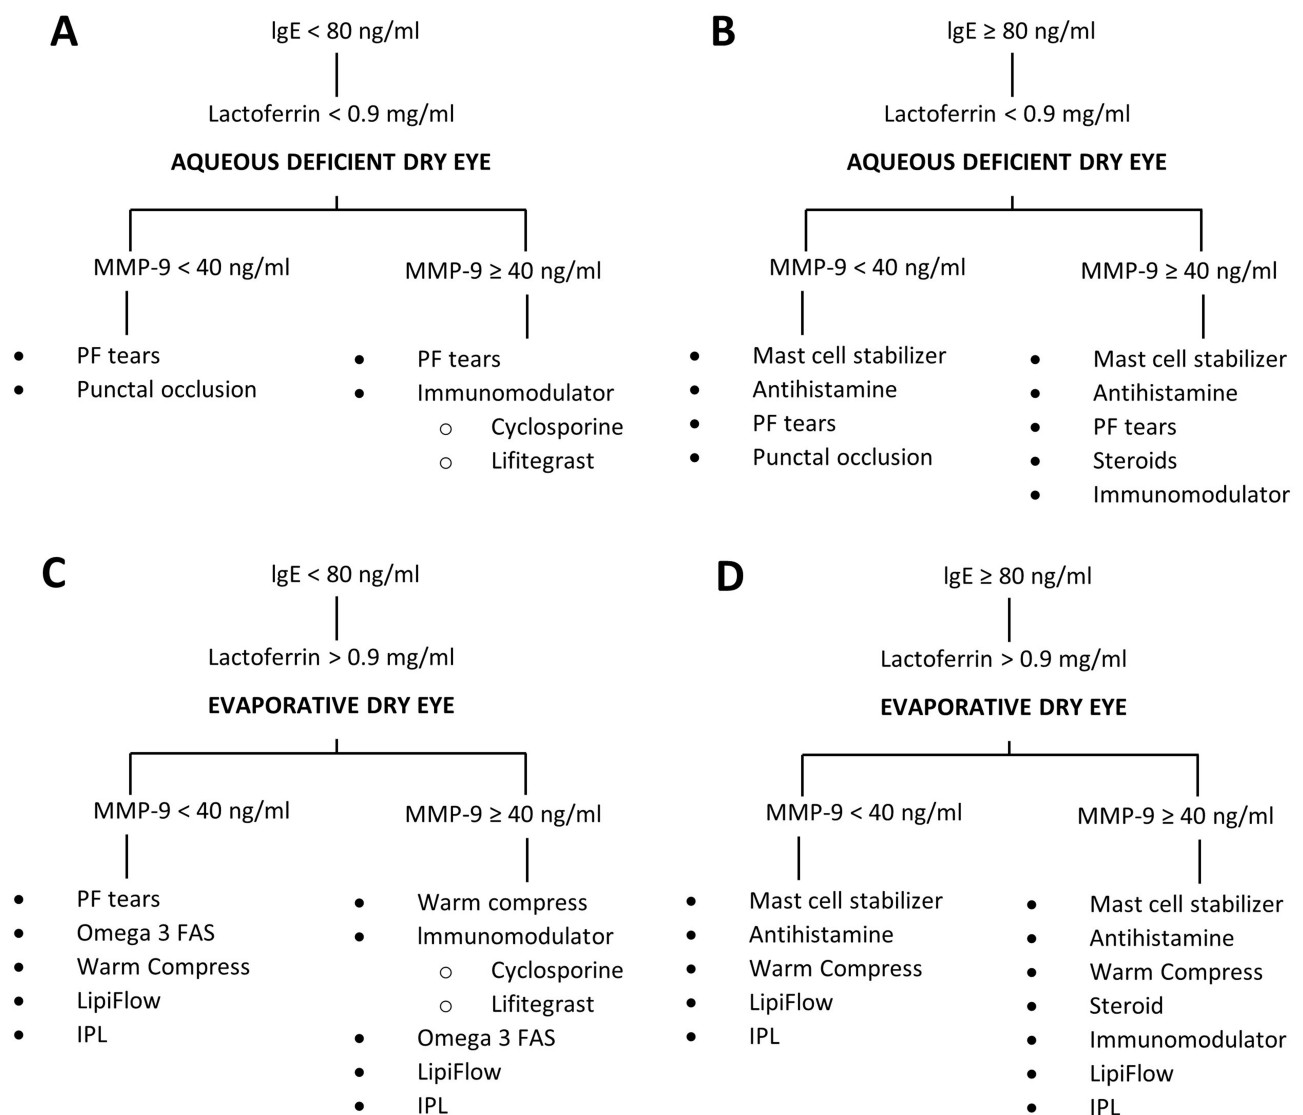 A
IgE < 80 ng/ml
Lactoferrin < 0.9 mg/ml
AQUEOUS DEFICIENT DRY EYE
MMP-9 < 40 ng/ml
• PF tears
• Punctal occlusion
MMP-9 ≥ 40 ng/ml
• PF tears
• Immunomodulator
○ Cyclosporine
○ Lifitegrast
B
IgE ≥ 80 ng/ml
Lactoferrin < 0.9 mg/ml
AQUEOUS DEFICIENT DRY EYE
MMP-9 < 40 ng/ml
• Mast cell stabilizer
• Antihistamine
• PF tears
• Punctal occlusion
MMP-9 ≥ 40 ng/ml
• Mast cell stabilizer
• Antihistamine
• PF tears
• Steroids
• Immunomodulator
C
IgE < 80 ng/ml
Lactoferrin > 0.9 mg/ml
EVAPORATIVE DRY EYE
MMP-9 < 40 ng/ml
• PF tears
• Omega 3 FAS
• Warm Compress
• LipiFlow
• IPL
MMP-9 ≥ 40 ng/ml
• Warm compress
• Immunomodulator
○ Cyclosporine
○ Lifitegrast
• Omega 3 FAS
• LipiFlow
• IPL
D
IgE ≥ 80 ng/ml
Lactoferrin > 0.9 mg/ml
EVAPORATIVE DRY EYE
MMP-9 < 40 ng/ml
• Mast cell stabilizer
• Antihistamine
• Warm Compress
• LipiFlow
• IPL
MMP-9 ≥ 40 ng/ml
• Mast cell stabilizer
• Antihistamine
• Warm Compress
• Steroid
• Immunomodulator
• LipiFlow
• IPL